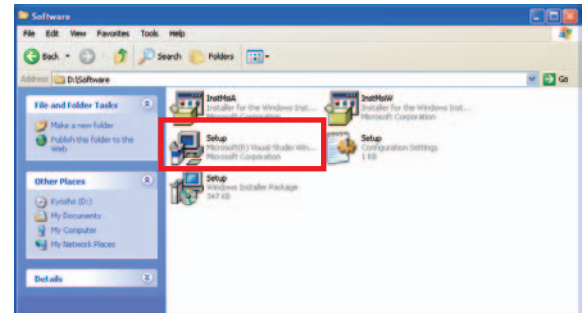 Software
File Edit View Favorites Tools Help
Back Search Folders
Address D:\Software Go
File and Folder Tasks
Make a new folder
Publish this folder to the
Web
Other Places
Kyosho (D:)
My Documents
My Computer
My Network Places
Details
InstMsiA
Installer for the Windows Inst...
Microsoft Corporation
InstMsiW
Installer for the Windows Inst...
Microsoft Corporation
Setup
Microsoft(R) Visual Studio Win...
Microsoft Corporation
Setup
Configuration Settings
1 KB
Setup
Windows Installer Package
347 KB